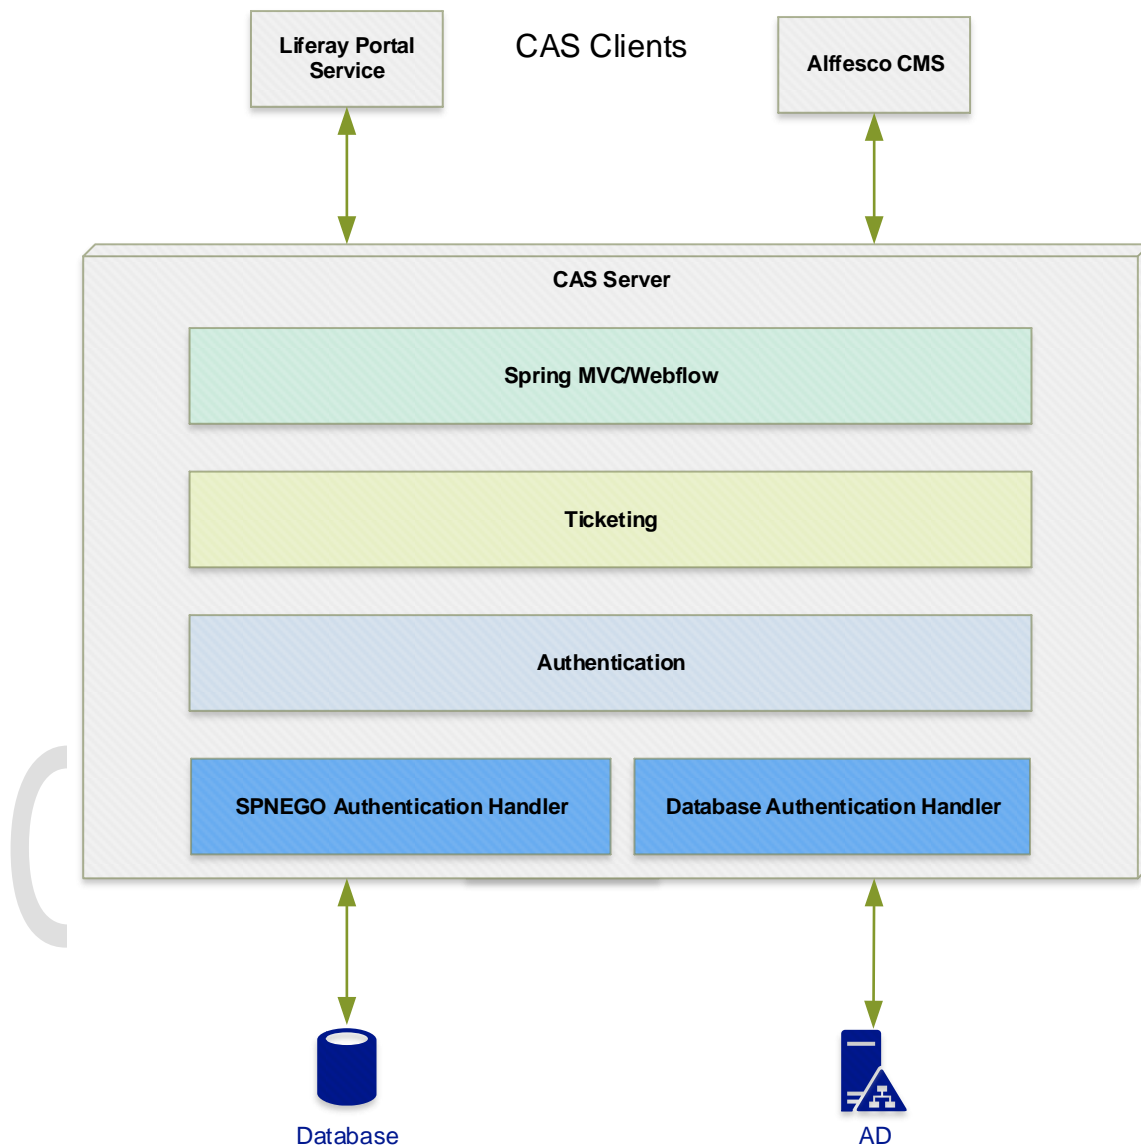 Liferay Portal
Service
CAS Clients
Alffesco CMS
CAS Server
Spring MVC/Webflow
Ticketing
Authentication
SPNEGO Authentication Handler
Database Authentication Handler
Database
AD